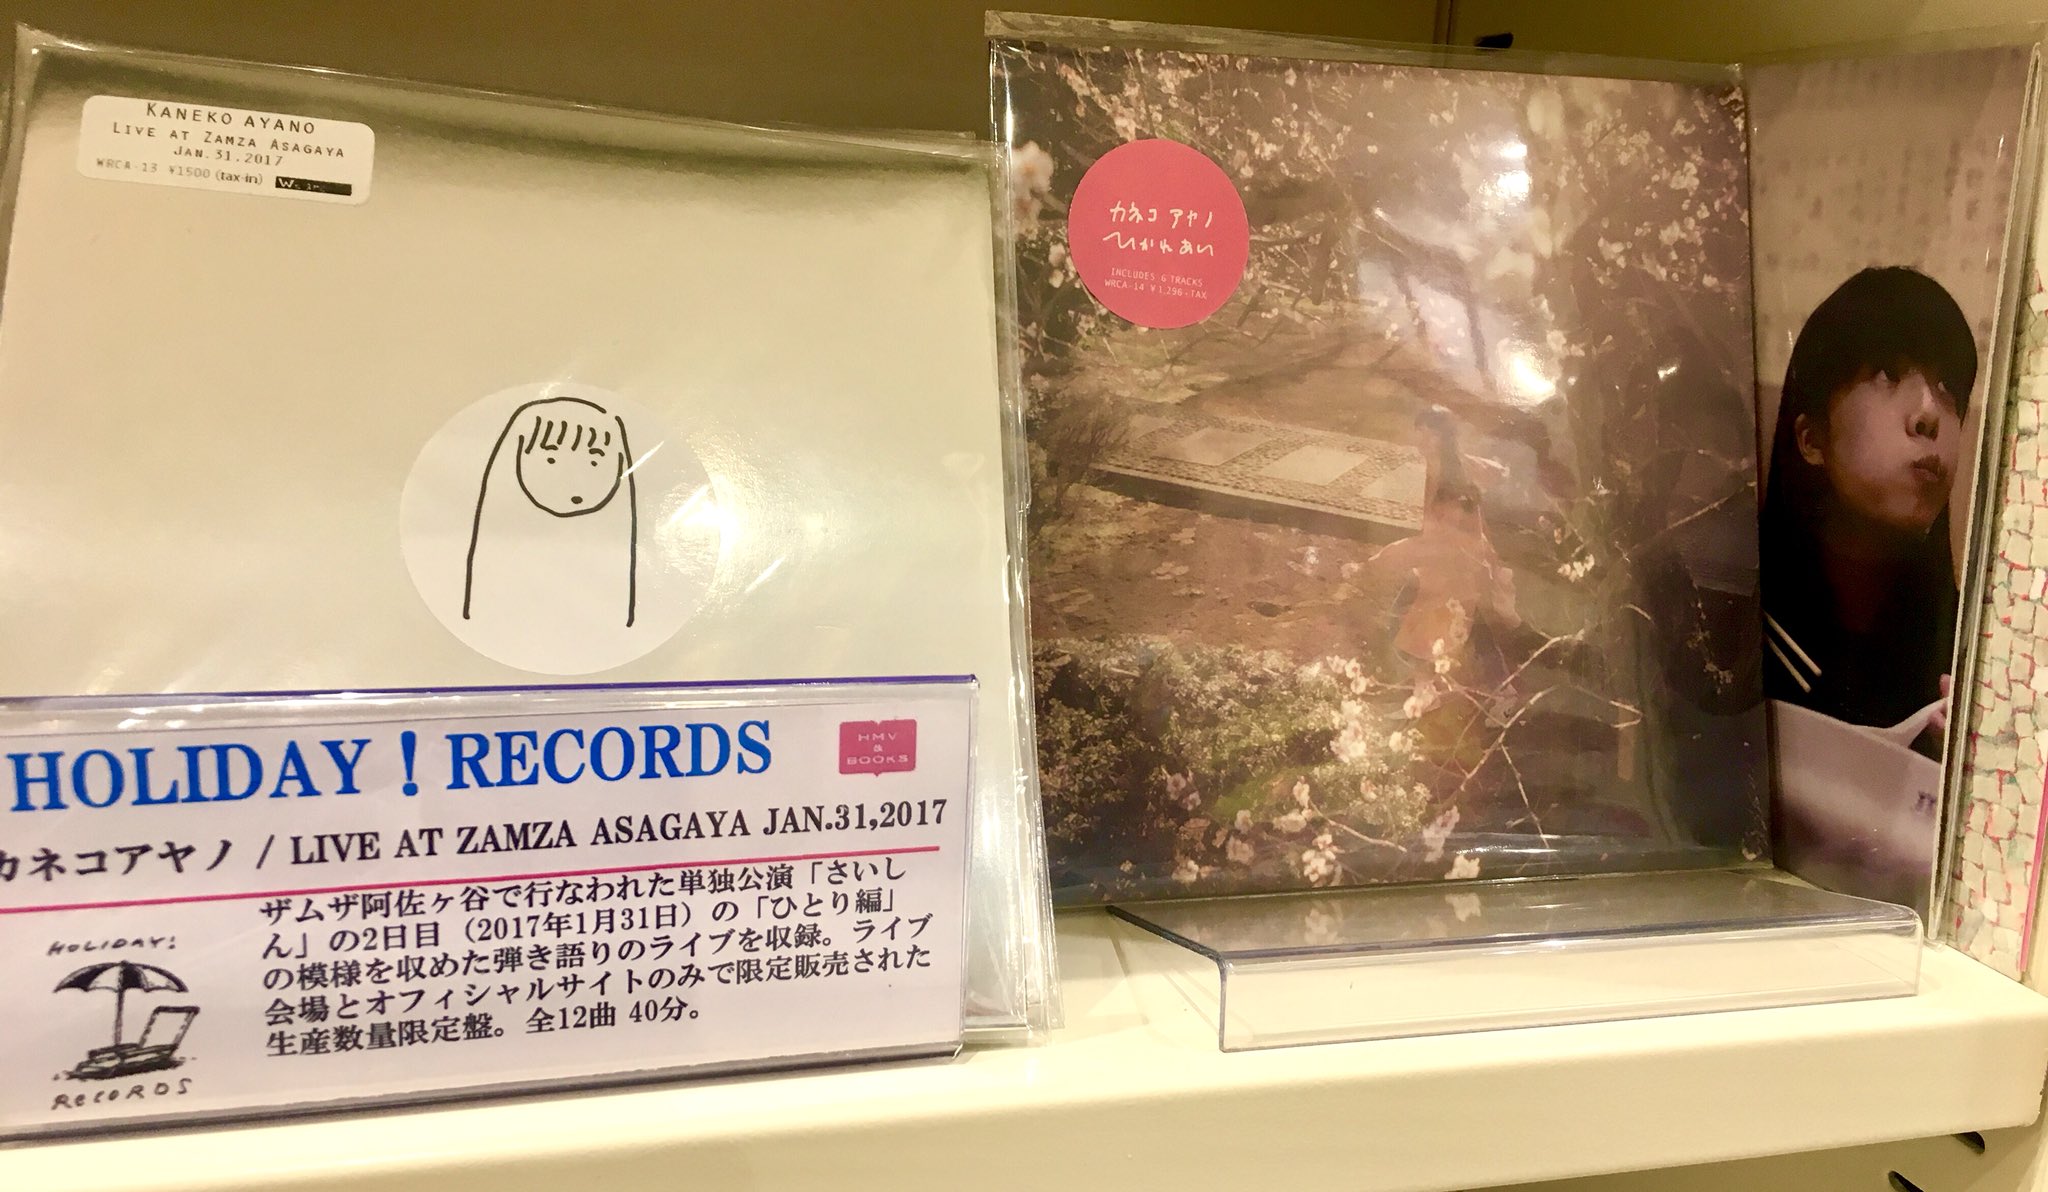 KANEKO AYANO
LIVE AT ZAMZA ASAGAYA
JAN.31.2017
WRCA-13 ¥1500 (tax-in)
カネコアヤノ
ひかれあい
INCLUDES 6 TRACKS
WRCA-14 ¥1,296+TAX
HOLIDAY！RECORDS
HMV
&
BOOKS
カネコアヤノ / LIVE AT ZAMZA ASAGAYA JAN.31,2017
ザムザ阿佐ヶ谷で行なわれた単独公演「さいし
ん」の2日目（2017年1月31日）の「ひとり編」
の模様を収めた弾き語りのライブを収録。ライブ
会場とオフィシャルサイトのみで限定販売された
生産数量限定盤。全12曲 40分。
HOLIDAY!
RECORDS